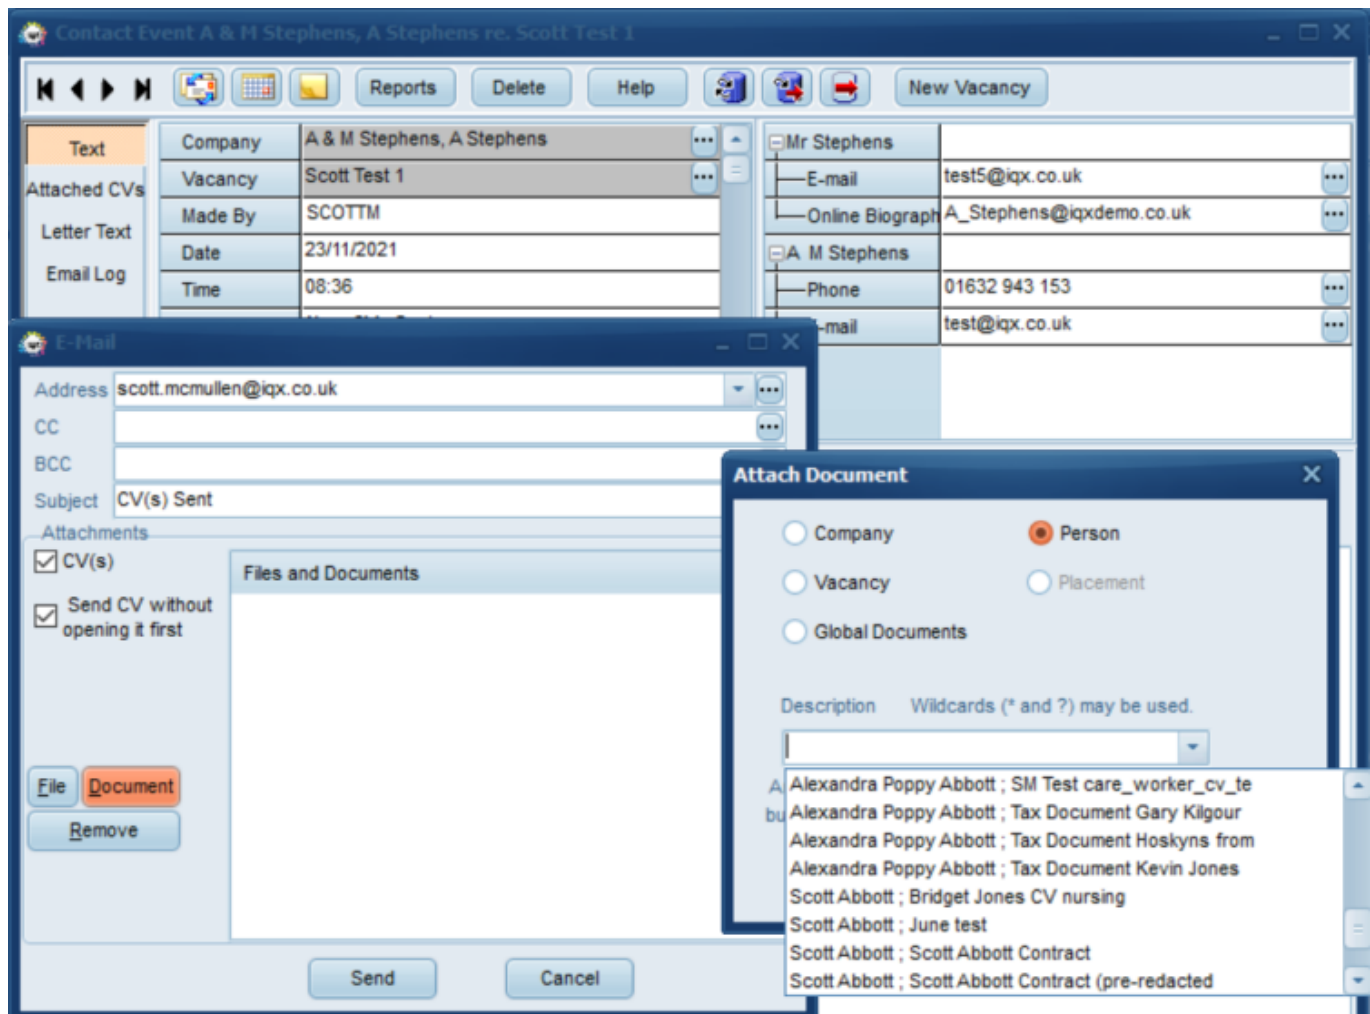 Contact Event A & M Stephens, A Stephens re. Scott Test 1
Reports Delete Help New Vacancy
Text
Attached CVs
Letter Text
Email Log
Company A & M Stephens, A Stephens
Vacancy Scott Test 1
Made By SCOTTM
Date 23/11/2021
Time 08:36
Mr Stephens
E-mail test5@iqx.co.uk
Online Biograph A_Stephens@iqxdemo.co.uk
A M Stephens
Phone 01632 943 153
-mail test@iqx.co.uk
E-Mail
Address scott.mcmullen@iqx.co.uk
CC
BCC
Subject CV(s) Sent
Attachments
CV(s)
Send CV without
opening it first
Files and Documents
File Document
Remove
Send Cancel
Attach Document
Company Person
Vacancy Placement
Global Documents
Description Wildcards (* and ?) may be used.
A
bu
Alexandra Poppy Abbott ; SM Test care_worker_cv_te
Alexandra Poppy Abbott ; Tax Document Gary Kilgour
Alexandra Poppy Abbott ; Tax Document Hoskyns from
Alexandra Poppy Abbott ; Tax Document Kevin Jones
Scott Abbott ; Bridget Jones CV nursing
Scott Abbott ; June test
Scott Abbott ; Scott Abbott Contract
Scott Abbott ; Scott Abbott Contract (pre-redacted